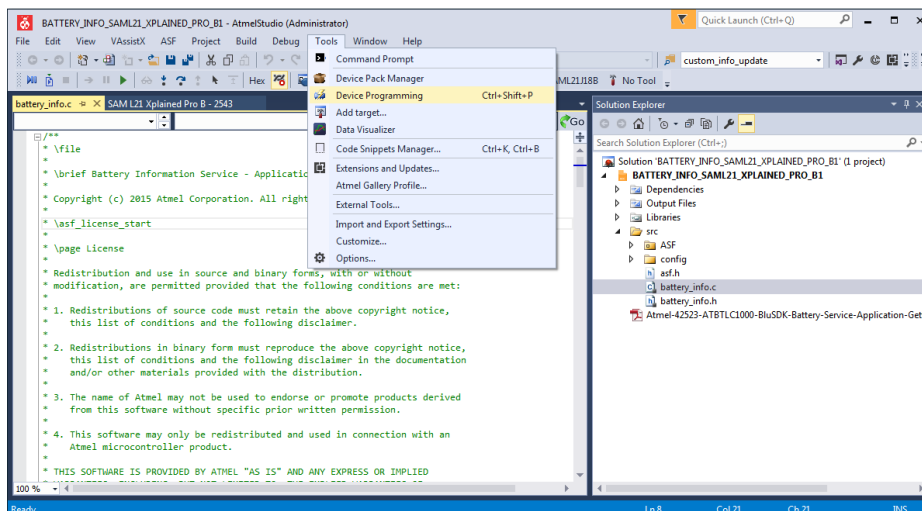 BATTERY_INFO_SAML21_XPLAINED_PRO_B1 - AtmelStudio (Administrator)
Quick Launch (Ctrl+Q)
File Edit View VAssistX ASF Project Build Debug Tools Window Help
custom_info_update
Hex
ML21J18B No Tool
battery_info.c SAM L21 Xplained Pro B - 2543
Go
Command Prompt
Device Pack Manager
Device Programming Ctrl+Shift+P
Add target...
Data Visualizer
Code Snippets Manager... Ctrl+K, Ctrl+B
Extensions and Updates...
Atmel Gallery Profile...
External Tools...
Import and Export Settings...
Customize...
Options...
/**
* \file
*
* \brief Battery Information Service - Applicatio
*
* Copyright (c) 2015 Atmel Corporation. All right
*
* \asf_license_start
*
* \page License
*
* Redistribution and use in source and binary forms, with or without
* modification, are permitted provided that the following conditions are met:
*
* 1. Redistributions of source code must retain the above copyright notice,
* this list of conditions and the following disclaimer.
*
* 2. Redistributions in binary form must reproduce the above copyright notice,
* this list of conditions and the following disclaimer in the documentation
* and/or other materials provided with the distribution.
*
* 3. The name of Atmel may not be used to endorse or promote products derived
* from this software without specific prior written permission.
*
* 4. This software may only be redistributed and used in connection with an
* Atmel microcontroller product.
*
* THIS SOFTWARE IS PROVIDED BY ATMEL "AS IS" AND ANY EXPRESS OR IMPLIED
100 %
Solution Explorer
Search Solution Explorer (Ctrl+;)
Solution 'BATTERY_INFO_SAML21_XPLAINED_PRO_B1' (1 project)
BATTERY_INFO_SAML21_XPLAINED_PRO_B1
Dependencies
Output Files
Libraries
src
ASF
config
asf.h
battery_info.c
battery_info.h
Atmel-42523-ATBTLC1000-BluSDK-Battery-Service-Application-Get
Ready Ln 8 Col 21 Ch 21 INS